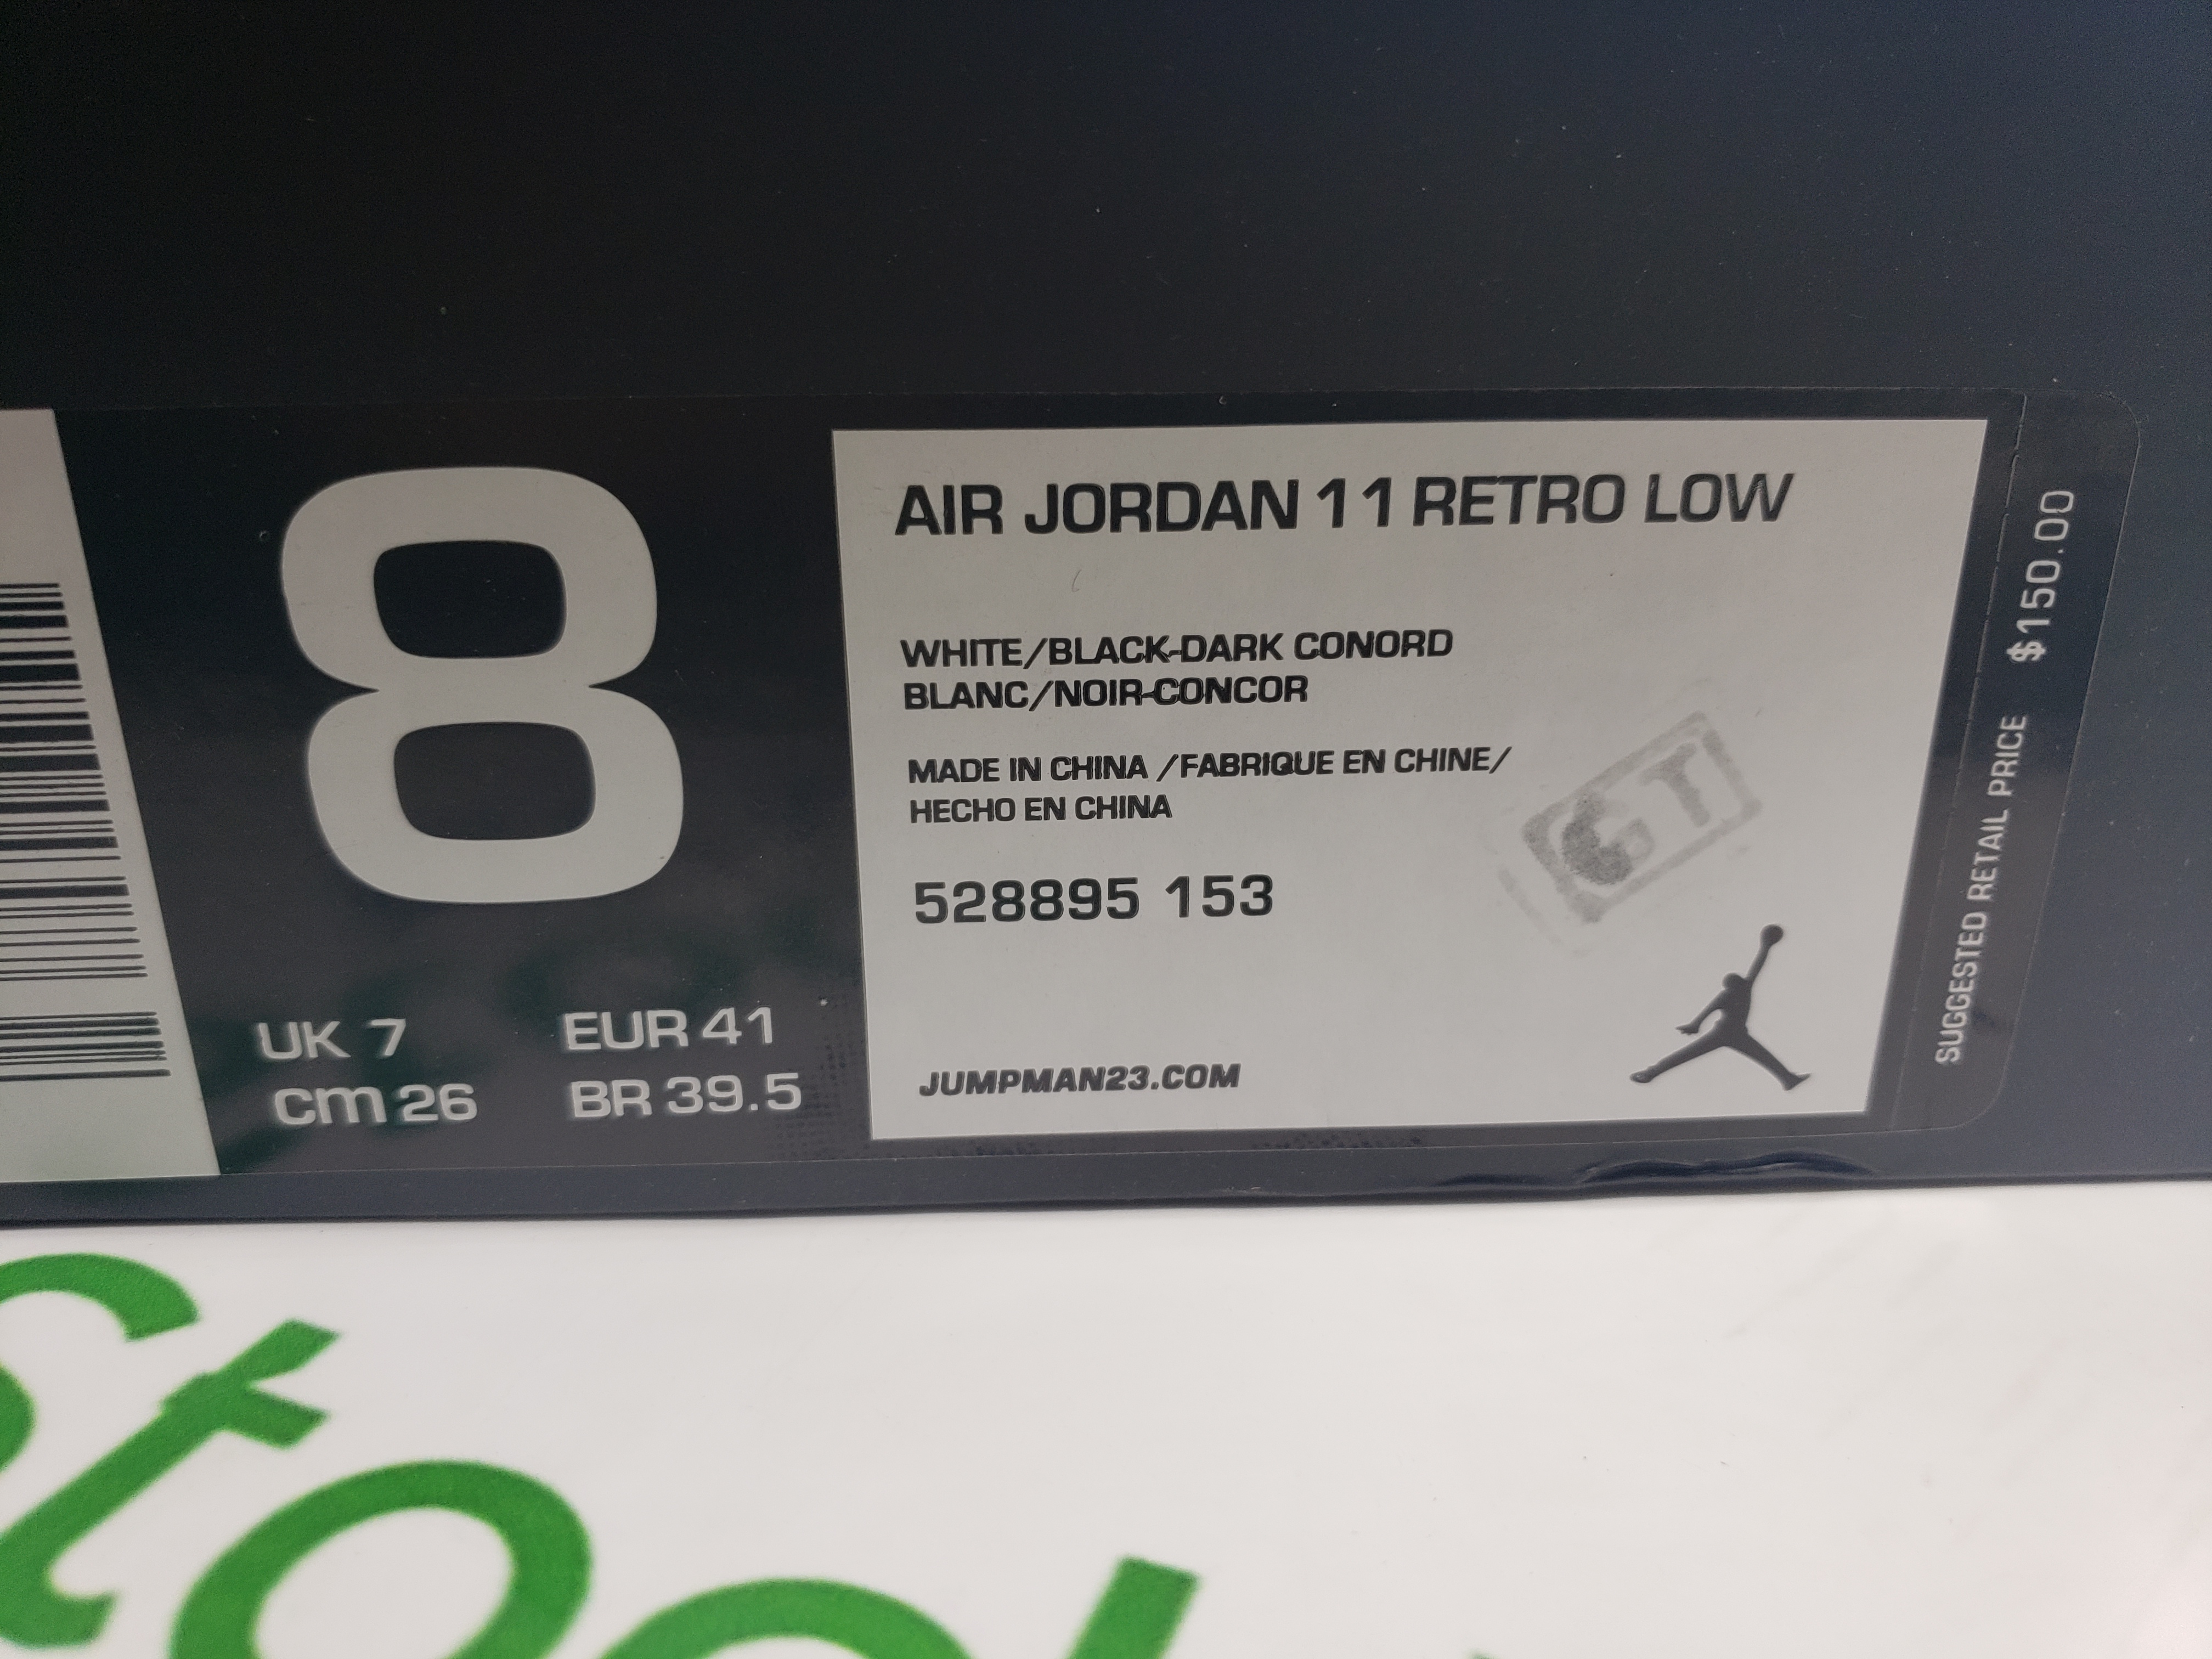 8
UK 7 EUR 41
cm 26 BR 39.5
AIR JORDAN 11 RETRO LOW
WHITE/BLACK-DARK CONORD
BLANC/NOIR-CONCOR
MADE IN CHINA /FABRIQUE EN CHINE/
HECHO EN CHINA
528895 153
GT
JUMPMAN23.COM
SUGGESTED RETAIL PRICE $150.00